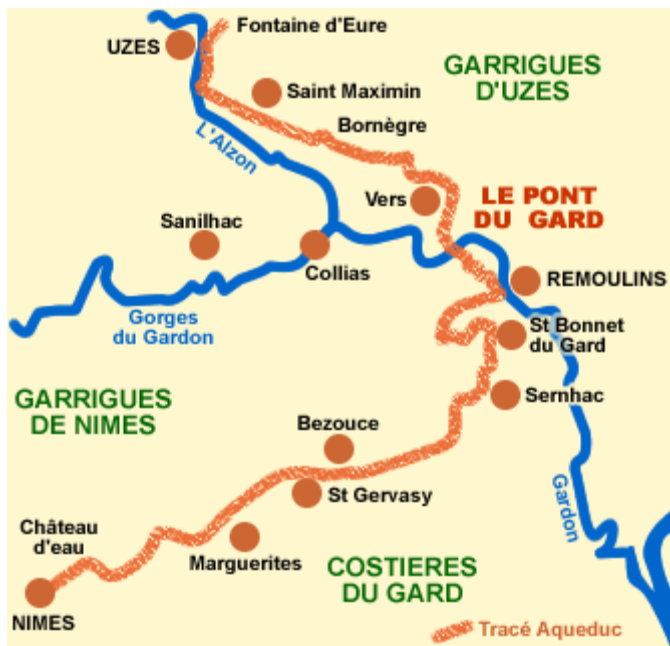 Fontaine d'Eure
UZES
GARRIGUES
D'UZES
Saint Maximin
Bornègre
L'Alzon
Vers
LE PONT
DU GARD
Sanilhac
Collias
REMOULINS
Gorges
du Gardon
St Bonnet
du Gard
GARRIGUES
DE NIMES
Sernhac
Bezouce
St Gervasy
Gardon
Château
d'eau
Marguerites
COSTIERES
DU GARD
NIMES
Tracé Aqueduc